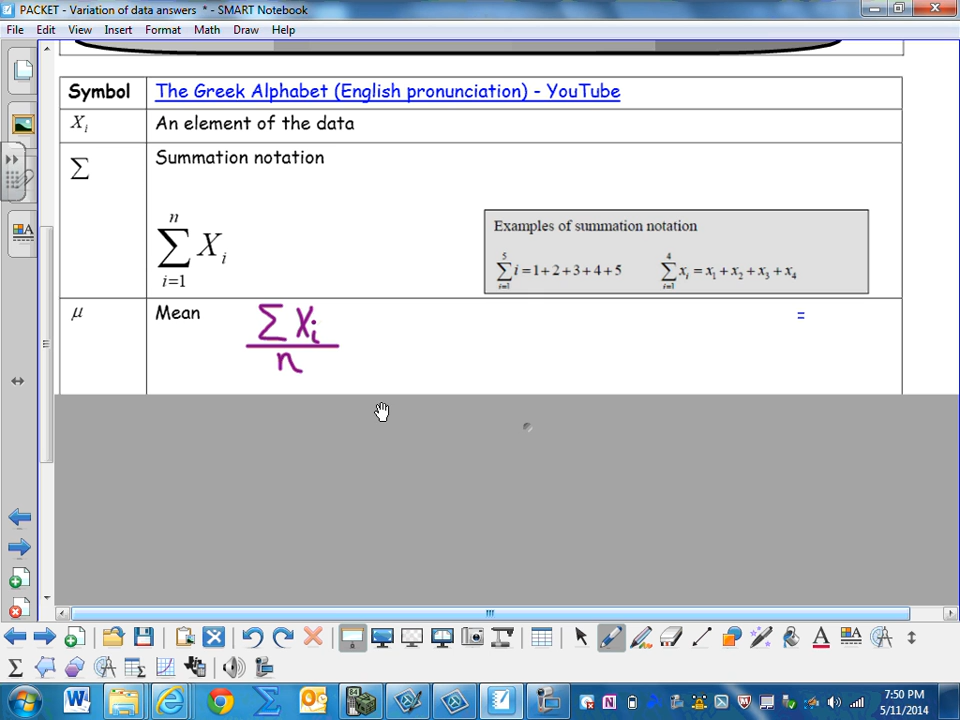 PACKET - Variation of data answers * - SMART Notebook
File Edit View Insert Format Math Draw Help
Symbol The Greek Alphabet (English pronunciation) - YouTube
Xi An element of the data
∑ Summation notation
n
∑ Xi
i=1
Examples of summation notation
5
∑ i = 1+2+3+4+5
i=1
4
∑ xi = x1 + x2 + x3 + x4
i=1
μ Mean ∑ Xi =
n
7:50 PM
5/11/2014